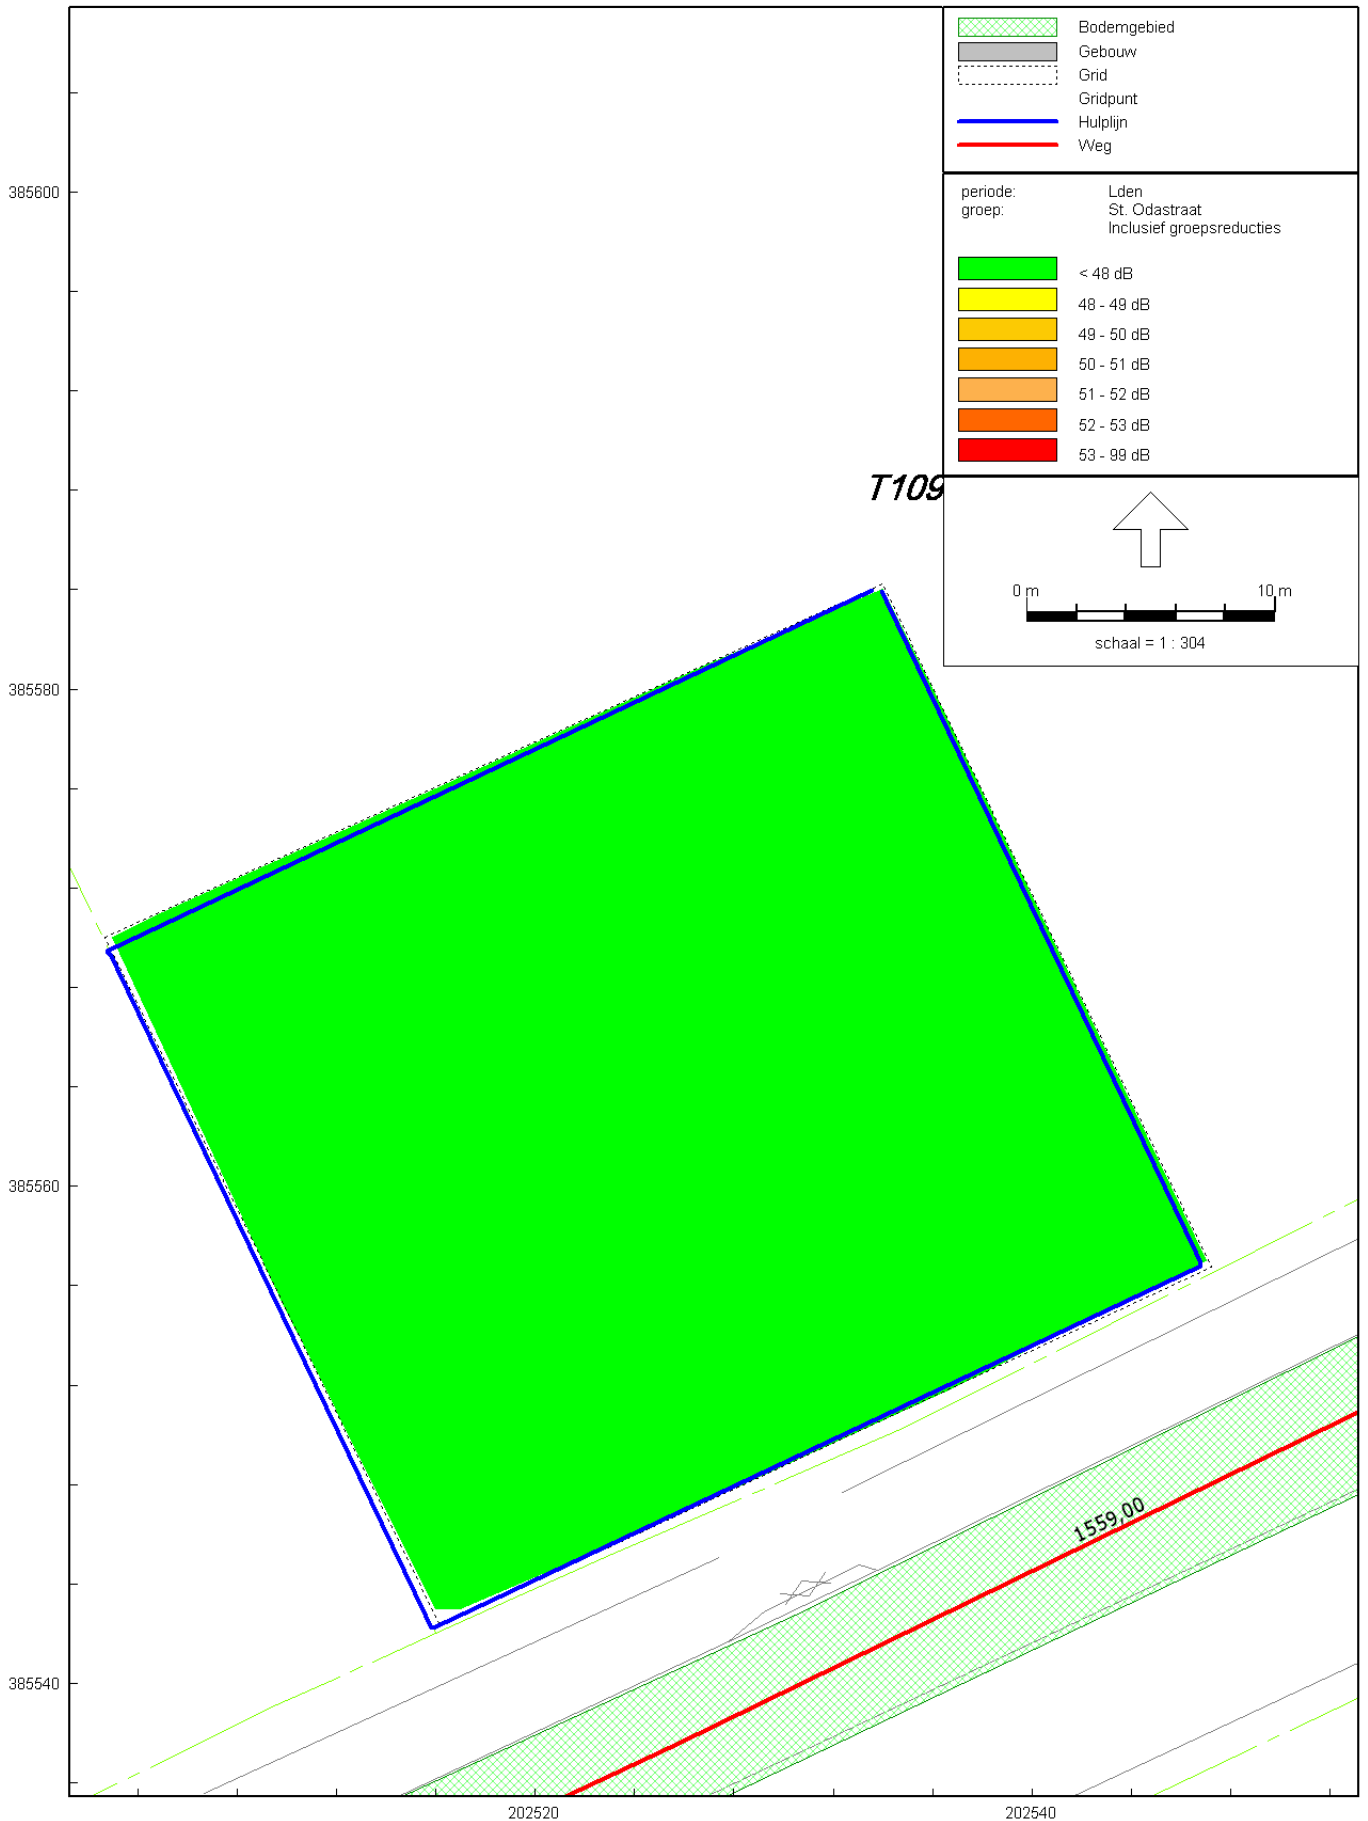 Bodemgebied
Gebouw
Grid
Gridpunt
Hulplijn
Weg
periode: Lden
groep: St. Odastraat
Inclusief groepsreducties
< 48 dB
48 - 49 dB
49 - 50 dB
50 - 51 dB
51 - 52 dB
52 - 53 dB
53 - 99 dB
T109
0 m 10 m
schaal = 1 : 304
385600
385580
385560
385540
1559,00
202520 202540